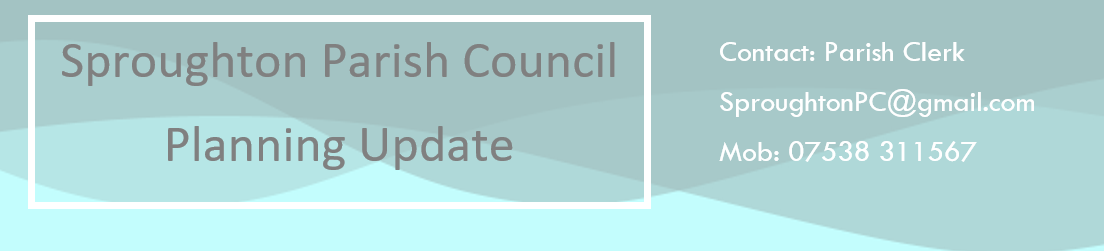 Sproughton Parish Council
Planning Update
Contact: Parish Clerk
SproughtonPC@gmail.com
Mob: 07538 311567